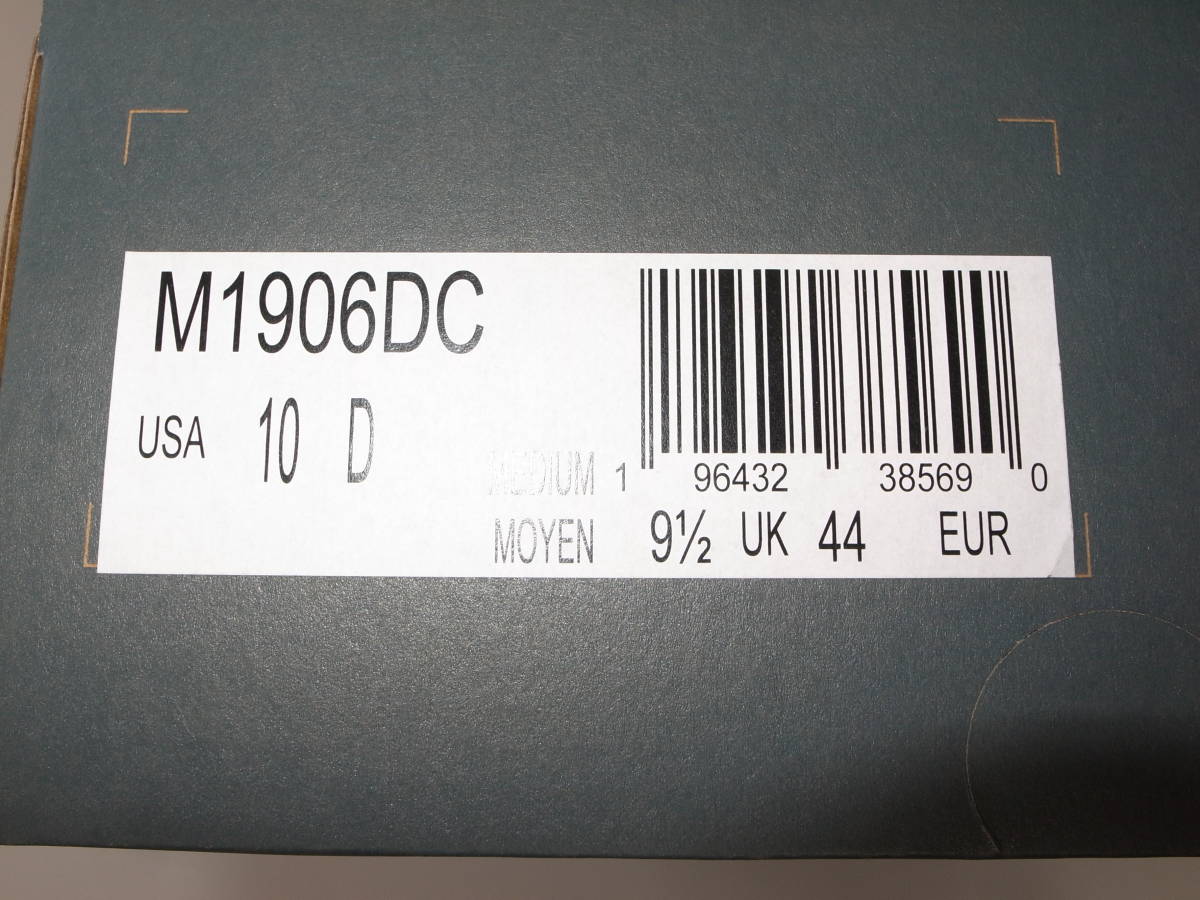 M1906DC
USA 10 D
MEDIUM 1 96432 38569 0
MOYEN 9½ UK 44 EUR